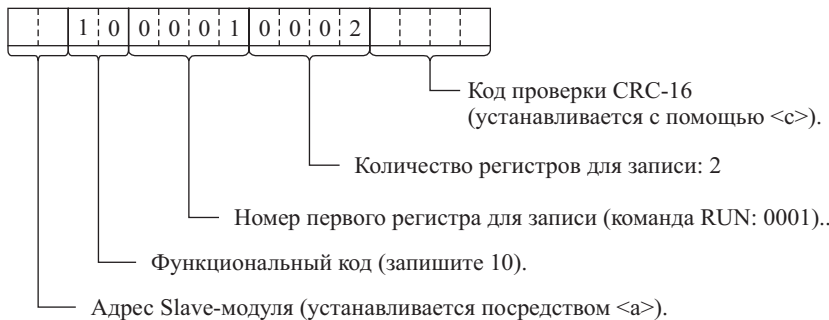 1 0 0 0 0 1 0 0 0 2
Код проверки CRC-16
(устанавливается с помощью <c>).
Количество регистров для записи: 2
Номер первого регистра для записи (команда RUN: 0001)..
Функциональный код (запишите 10).
Адрес Slave-модуля (устанавливается посредством <a>).